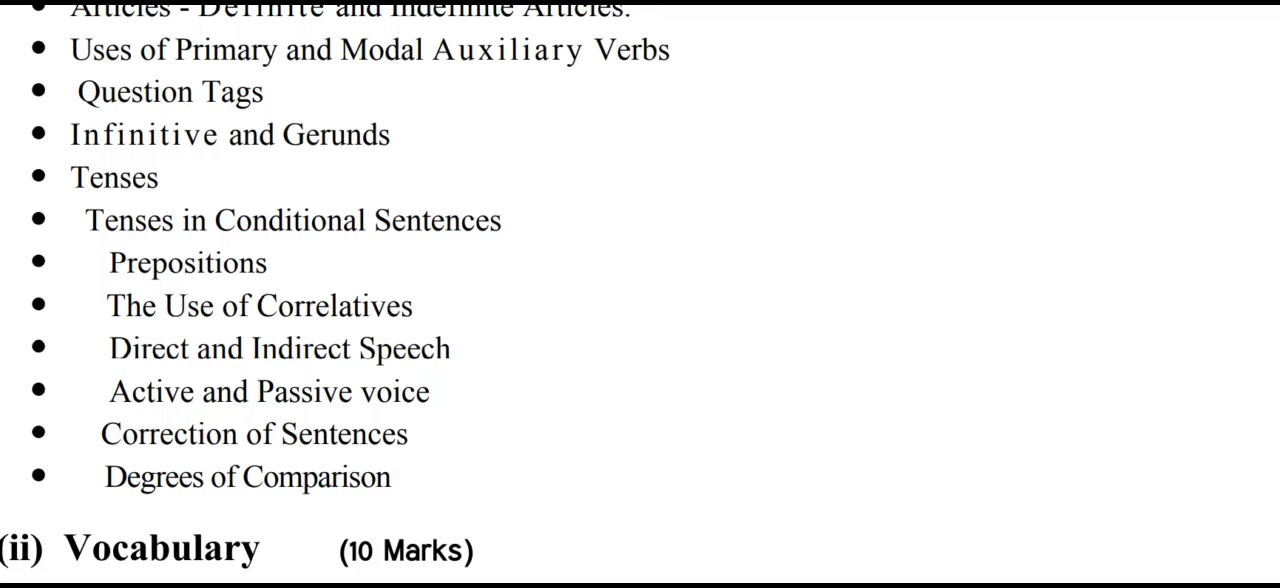 • Articles - Definite and Indefinite Articles.
• Uses of Primary and Modal Auxiliary Verbs
• Question Tags
• Infinitive and Gerunds
• Tenses
• Tenses in Conditional Sentences
• Prepositions
• The Use of Correlatives
• Direct and Indirect Speech
• Active and Passive voice
• Correction of Sentences
• Degrees of Comparison
(ii) Vocabulary (10 Marks)